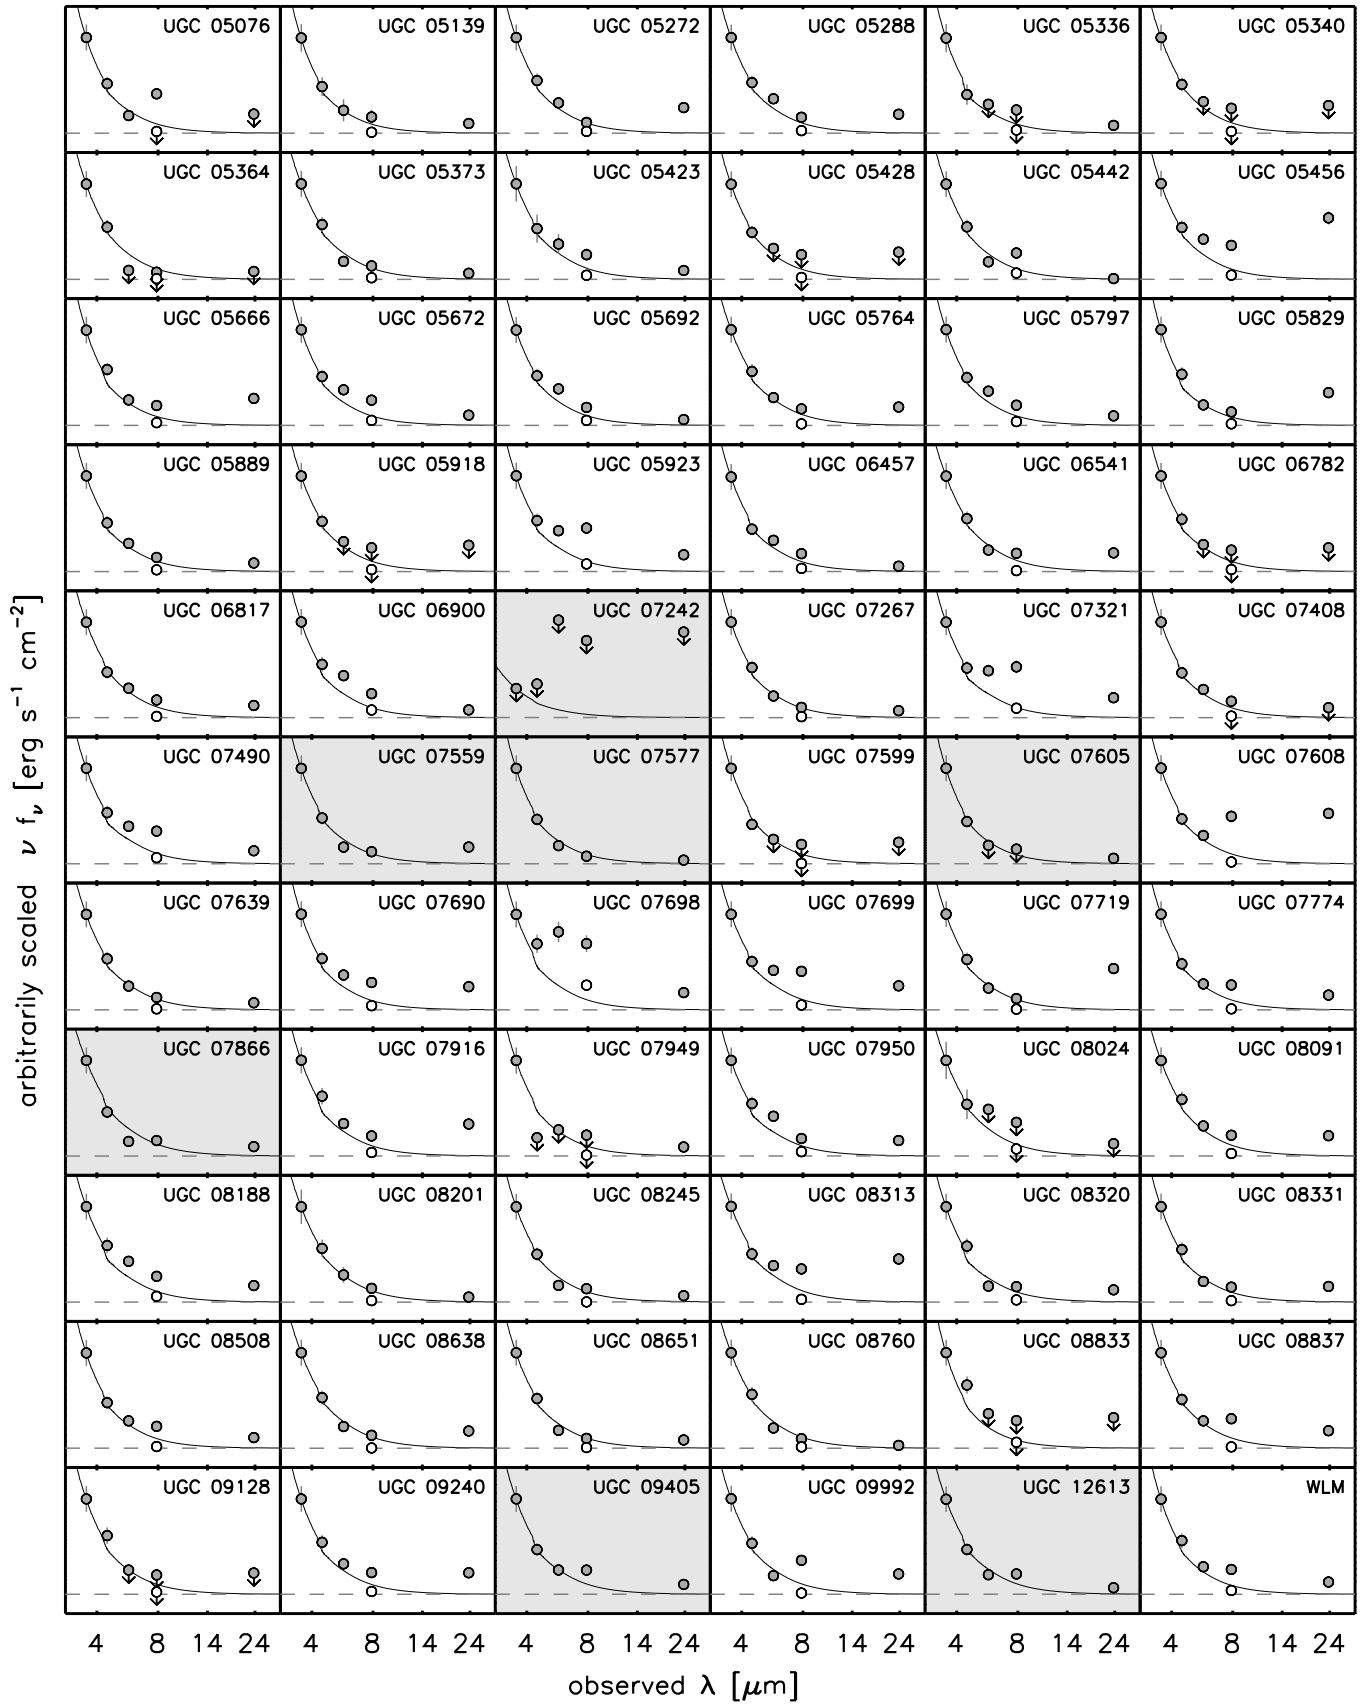 UGC 05076 UGC 05139 UGC 05272 UGC 05288 UGC 05336 UGC 05340
UGC 05364 UGC 05373 UGC 05423 UGC 05428 UGC 05442 UGC 05456
UGC 05666 UGC 05672 UGC 05692 UGC 05764 UGC 05797 UGC 05829
UGC 05889 UGC 05918 UGC 05923 UGC 06457 UGC 06541 UGC 06782
UGC 06817 UGC 06900 UGC 07242 UGC 07267 UGC 07321 UGC 07408
UGC 07490 UGC 07559 UGC 07577 UGC 07599 UGC 07605 UGC 07608
UGC 07639 UGC 07690 UGC 07698 UGC 07699 UGC 07719 UGC 07774
UGC 07866 UGC 07916 UGC 07949 UGC 07950 UGC 08024 UGC 08091
UGC 08188 UGC 08201 UGC 08245 UGC 08313 UGC 08320 UGC 08331
UGC 08508 UGC 08638 UGC 08651 UGC 08760 UGC 08833 UGC 08837
UGC 09128 UGC 09240 UGC 09405 UGC 09992 UGC 12613 WLM
4 8 14 24 4 8 14 24 4 8 14 24 4 8 14 24 4 8 14 24 4 8 14 24
observed λ [μm]
arbitrarily scaled ν fν [erg s⁻¹ cm⁻²]